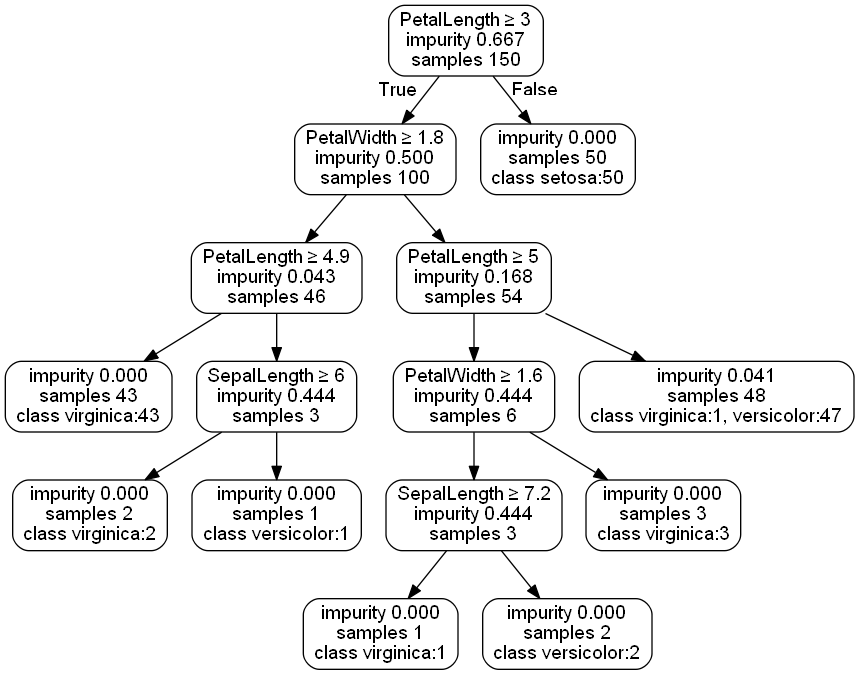 PetalLength ≥ 3
impurity 0.667
samples 150
True
False
PetalWidth ≥ 1.8
impurity 0.500
samples 100
impurity 0.000
samples 50
class setosa:50
PetalLength ≥ 4.9
impurity 0.043
samples 46
PetalLength ≥ 5
impurity 0.168
samples 54
impurity 0.000
samples 43
class virginica:43
SepalLength ≥ 6
impurity 0.444
samples 3
PetalWidth ≥ 1.6
impurity 0.444
samples 6
impurity 0.041
samples 48
class virginica:1, versicolor:47
impurity 0.000
samples 2
class virginica:2
impurity 0.000
samples 1
class versicolor:1
SepalLength ≥ 7.2
impurity 0.444
samples 3
impurity 0.000
samples 3
class virginica:3
impurity 0.000
samples 1
class virginica:1
impurity 0.000
samples 2
class versicolor:2